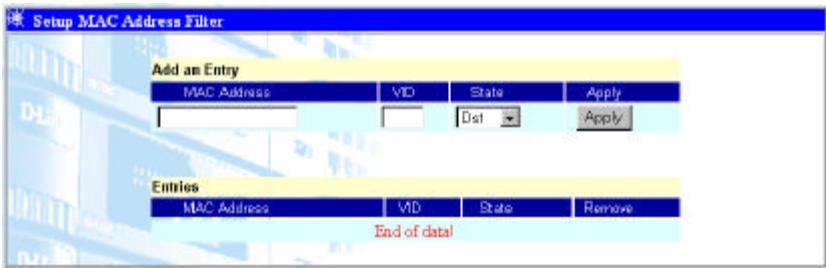 Setup MAC Address Filter
Add an Entry
MAC Address VID State Apply
Dst Apply
Entries
MAC Address VID State Remove
End of data!